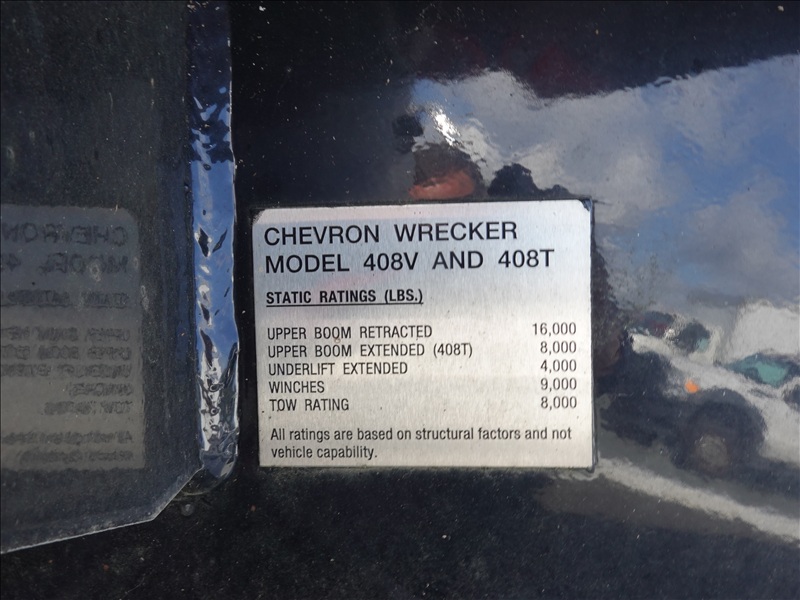 CHEVRON WRECKER
MODEL 408V AND 408T
STATIC RATINGS (LBS.)
UPPER BOOM RETRACTED 16,000
UPPER BOOM EXTENDED (408T) 8,000
UNDERLIFT EXTENDED 4,000
WINCHES 9,000
TOW RATING 8,000
All ratings are based on structural factors and not
vehicle capability.